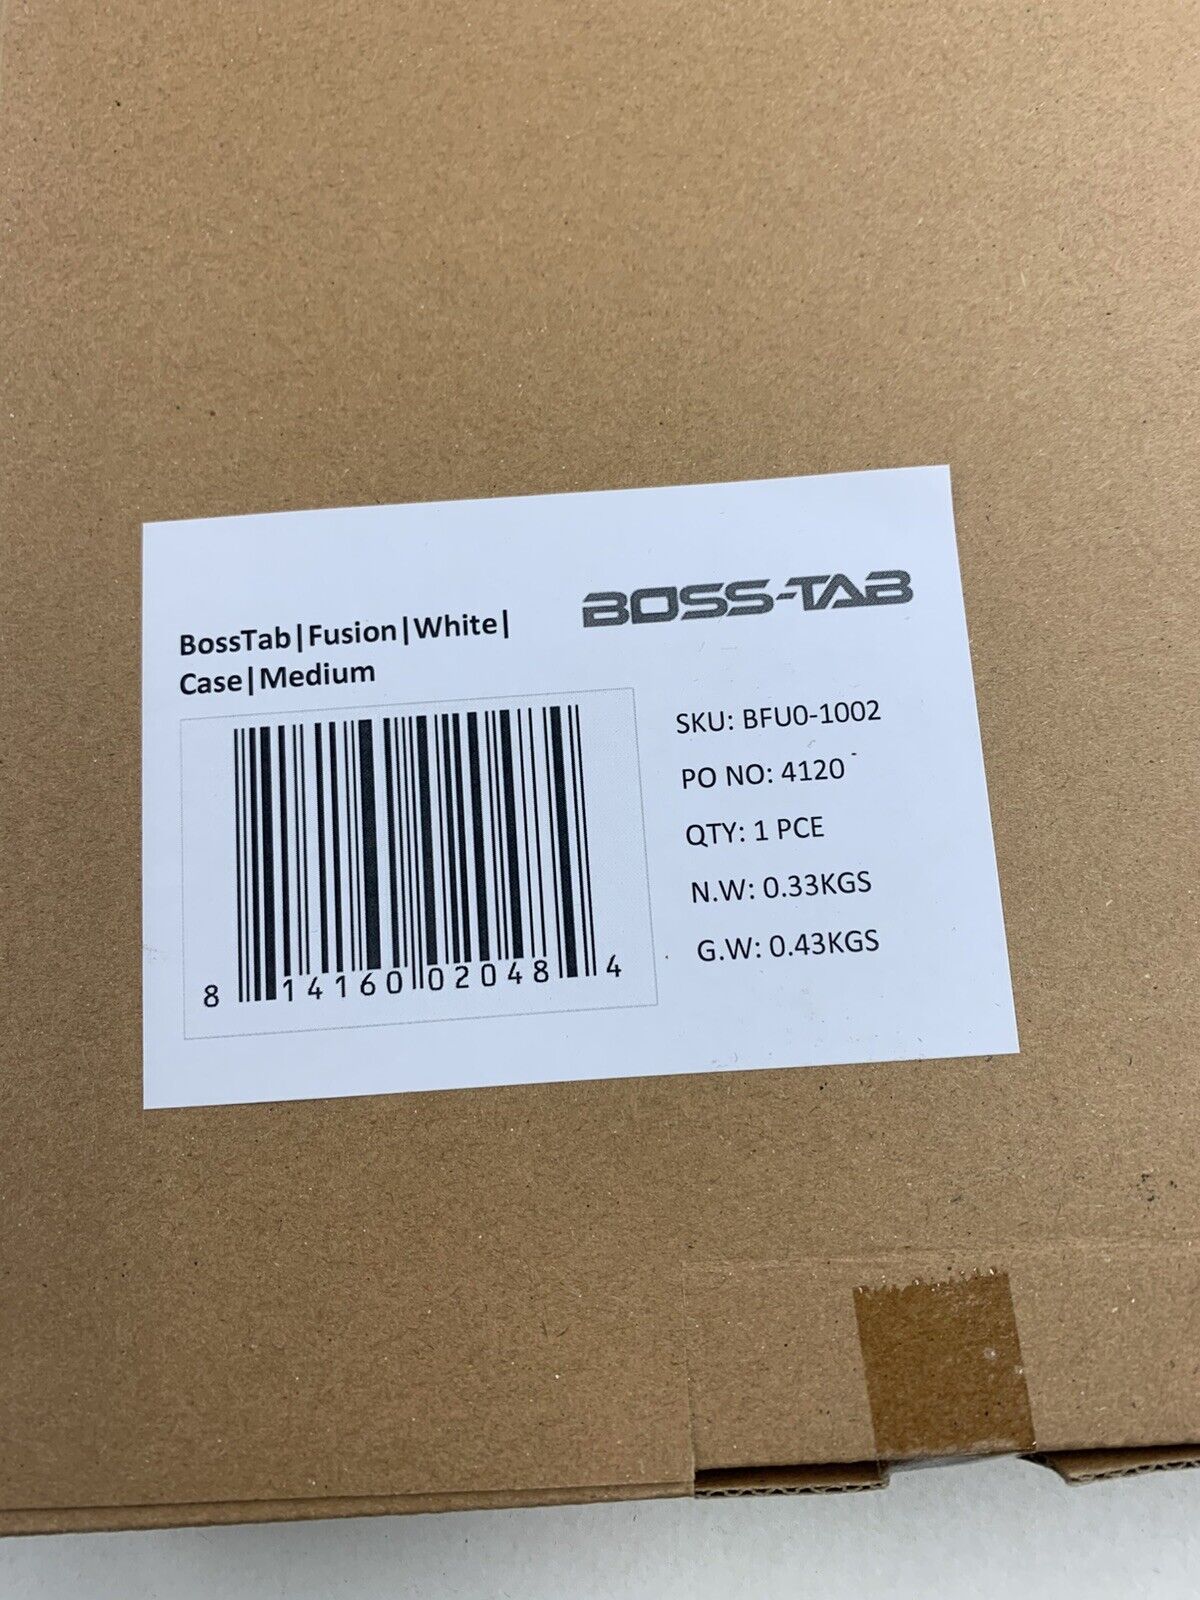 BOSS-TAB
BossTab|Fusion|White|
Case|Medium
SKU: BFU0-1002
PO NO: 4120
QTY: 1 PCE
N.W: 0.33KGS
G.W: 0.43KGS
8 14160 02048 4